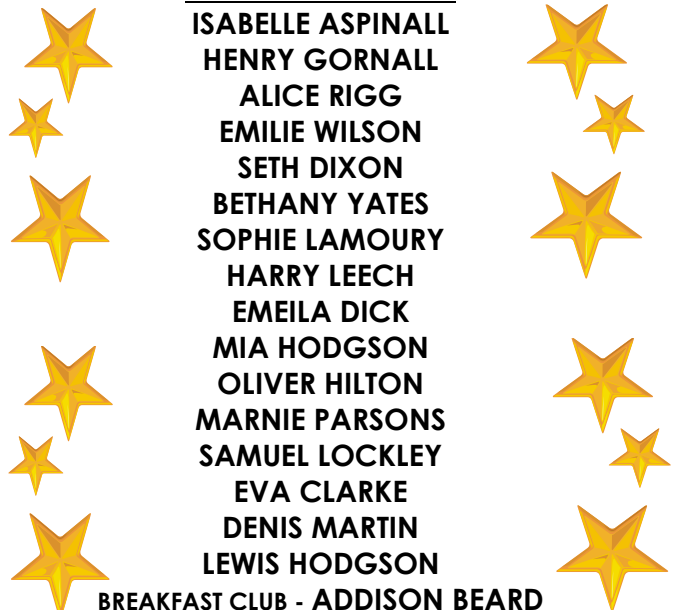 ISABELLE ASPINALL
HENRY GORNALL
ALICE RIGG
EMILIE WILSON
SETH DIXON
BETHANY YATES
SOPHIE LAMOURY
HARRY LEECH
EMEILA DICK
MIA HODGSON
OLIVER HILTON
MARNIE PARSONS
SAMUEL LOCKLEY
EVA CLARKE
DENIS MARTIN
LEWIS HODGSON
BREAKFAST CLUB - ADDISON BEARD